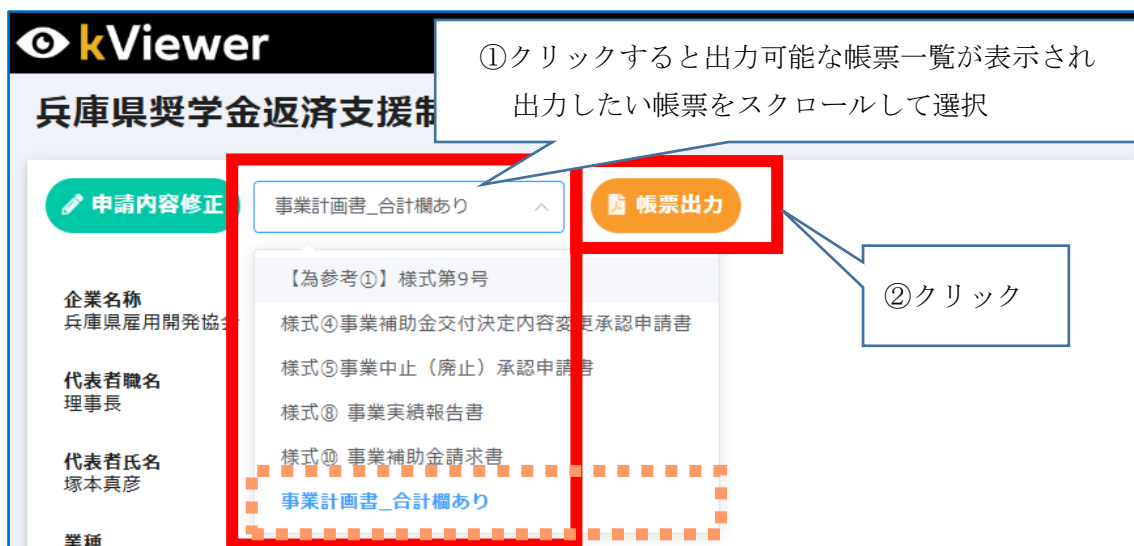 kViewer
①クリックすると出力可能な帳票一覧が表示され
出力したい帳票をスクロールして選択
兵庫県奨学金返済支援制
申請内容修正
事業計画書_合計欄あり
帳票出力
②クリック
【為参考①】様式第9号
様式④事業補助金交付決定内容変更承認申請書
様式⑤事業中止（廃止）承認申請書
様式⑧ 事業実績報告書
様式⑩ 事業補助金請求書
事業計画書_合計欄あり
企業名称
兵庫県雇用開発協会
代表者職名
理事長
代表者氏名
塚本真彦
業種